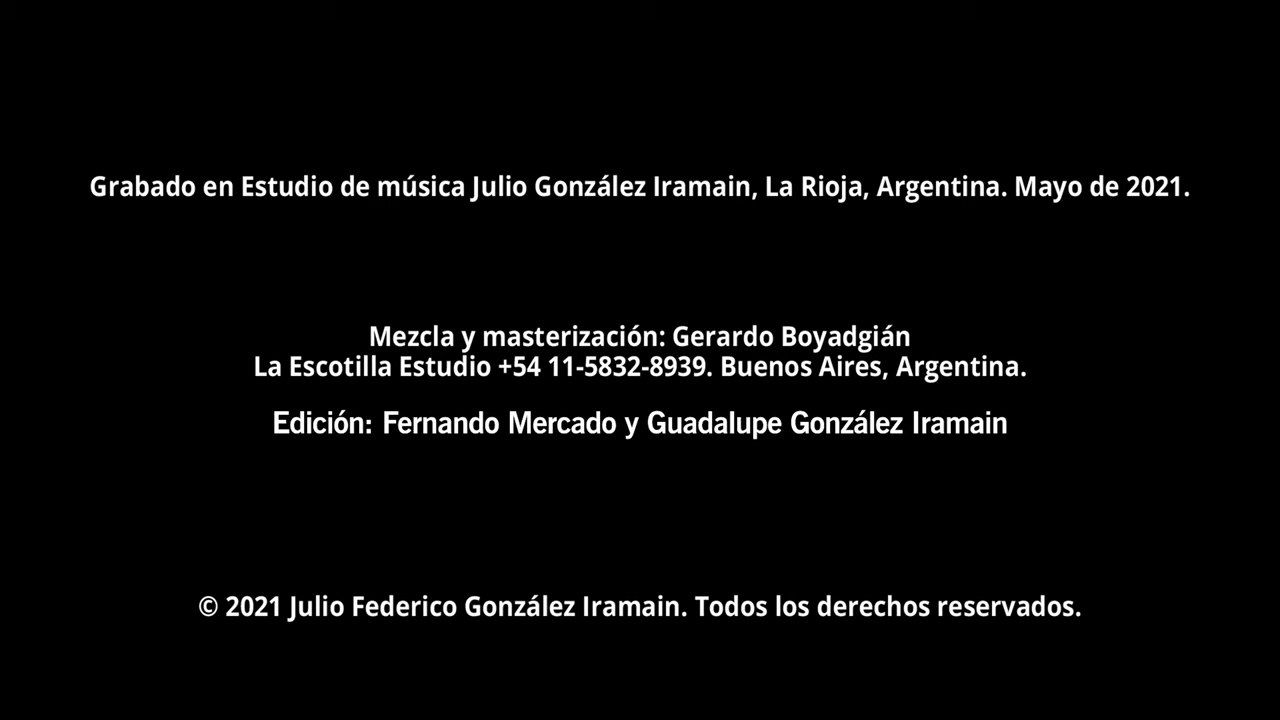 Grabado en Estudio de música Julio González Iramain, La Rioja, Argentina. Mayo de 2021.
Mezcla y masterización: Gerardo Boyadgián
La Escotilla Estudio +54 11-5832-8939. Buenos Aires, Argentina.
Edición: Fernando Mercado y Guadalupe González Iramain
© 2021 Julio Federico González Iramain. Todos los derechos reservados.